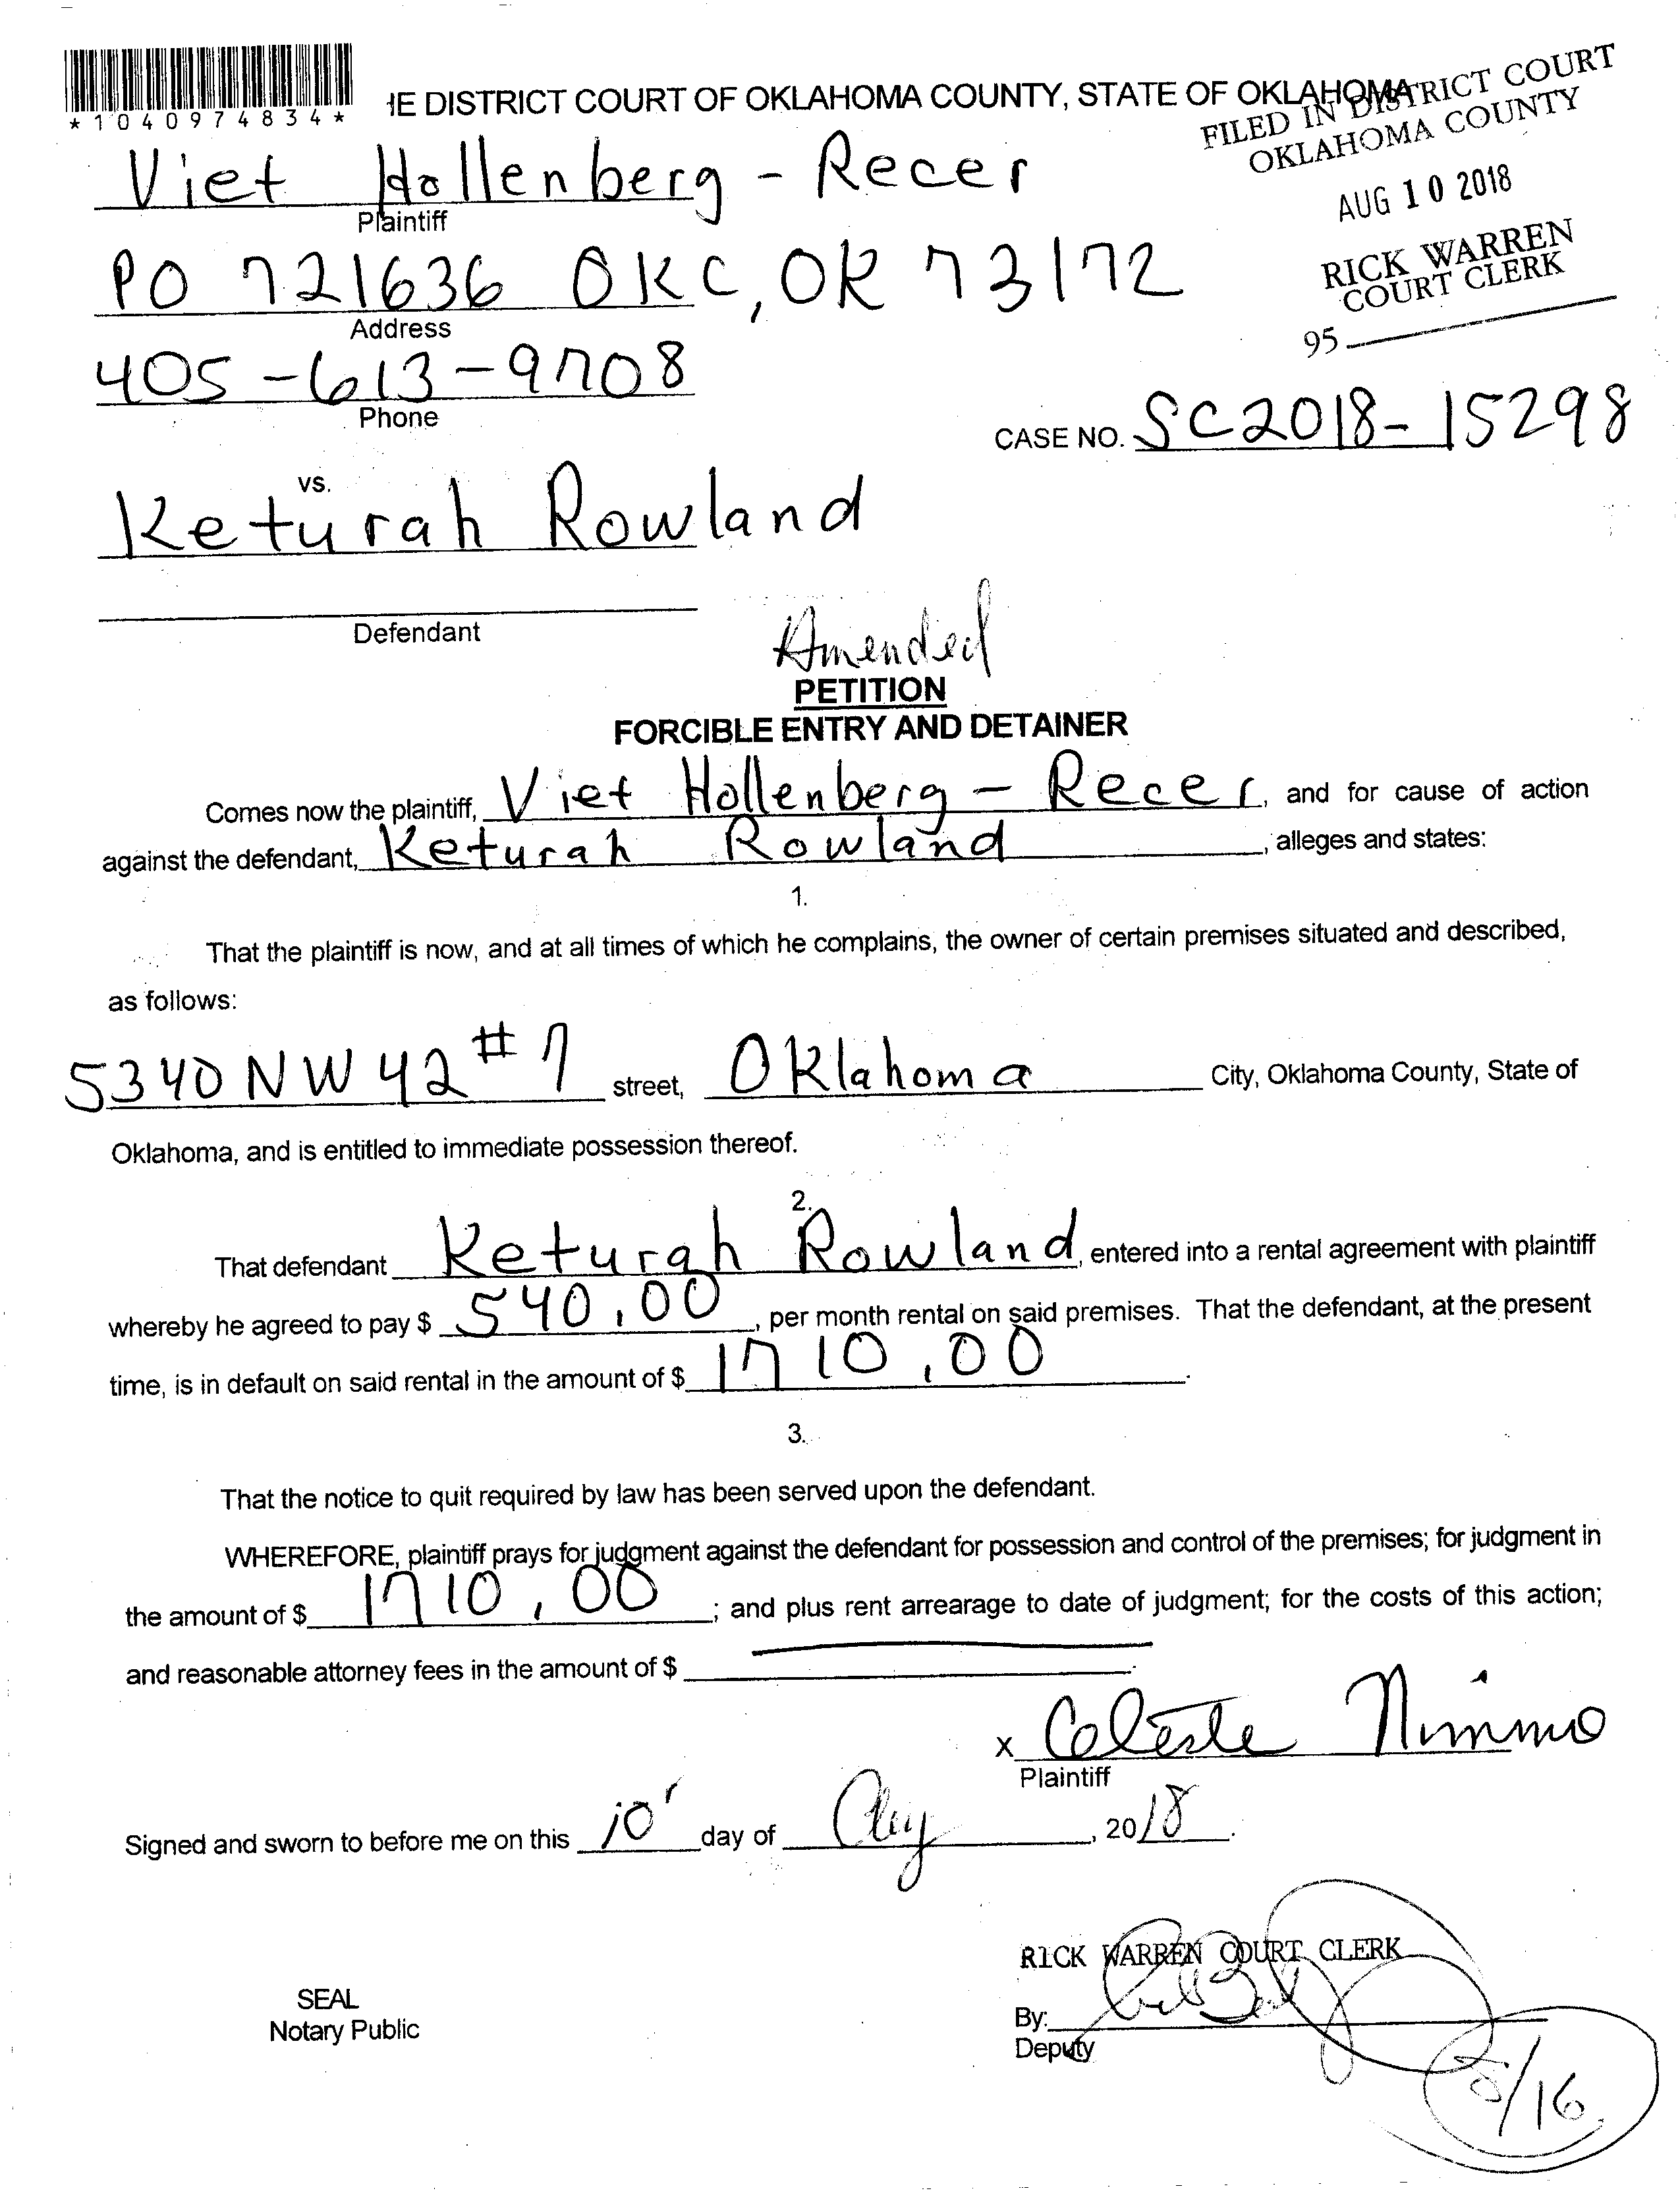 *1040974834*
HE DISTRICT COURT OF OKLAHOMA COUNTY, STATE OF OKLAHOMA
FILED IN DISTRICT COURT
OKLAHOMA COUNTY
AUG 10 2018
RICK WARREN
COURT CLERK
95
Viet Hollenberg - Recer
Plaintiff
PO 721636 OKC, OK 73172
Address
405-613-9708
Phone
CASE NO. SC2018-15298
vs.
Keturah Rowland
Defendant
Amended
PETITION
FORCIBLE ENTRY AND DETAINER
Comes now the plaintiff, Viet Hollenberg - Recer, and for cause of action
against the defendant, Keturah Rowland, alleges and states:
1.
That the plaintiff is now, and at all times of which he complains, the owner of certain premises situated and described,
as follows:
5340 NW 42 #7 street, Oklahoma City, Oklahoma County, State of
Oklahoma, and is entitled to immediate possession thereof.
2.
That defendant Keturah Rowland, entered into a rental agreement with plaintiff
whereby he agreed to pay $ 540.00, per month rental on said premises. That the defendant, at the present
time, is in default on said rental in the amount of $ 1710.00.
3.
That the notice to quit required by law has been served upon the defendant.
WHEREFORE, plaintiff prays for judgment against the defendant for possession and control of the premises; for judgment in
the amount of $ 1710.00; and plus rent arrearage to date of judgment; for the costs of this action;
and reasonable attorney fees in the amount of $ .
x Celeste Nimmo
Plaintiff
Signed and sworn to before me on this 10 day of Aug, 2018.
RICK WARREN COURT CLERK
SEAL
Notary Public
By:
Deputy
8/16